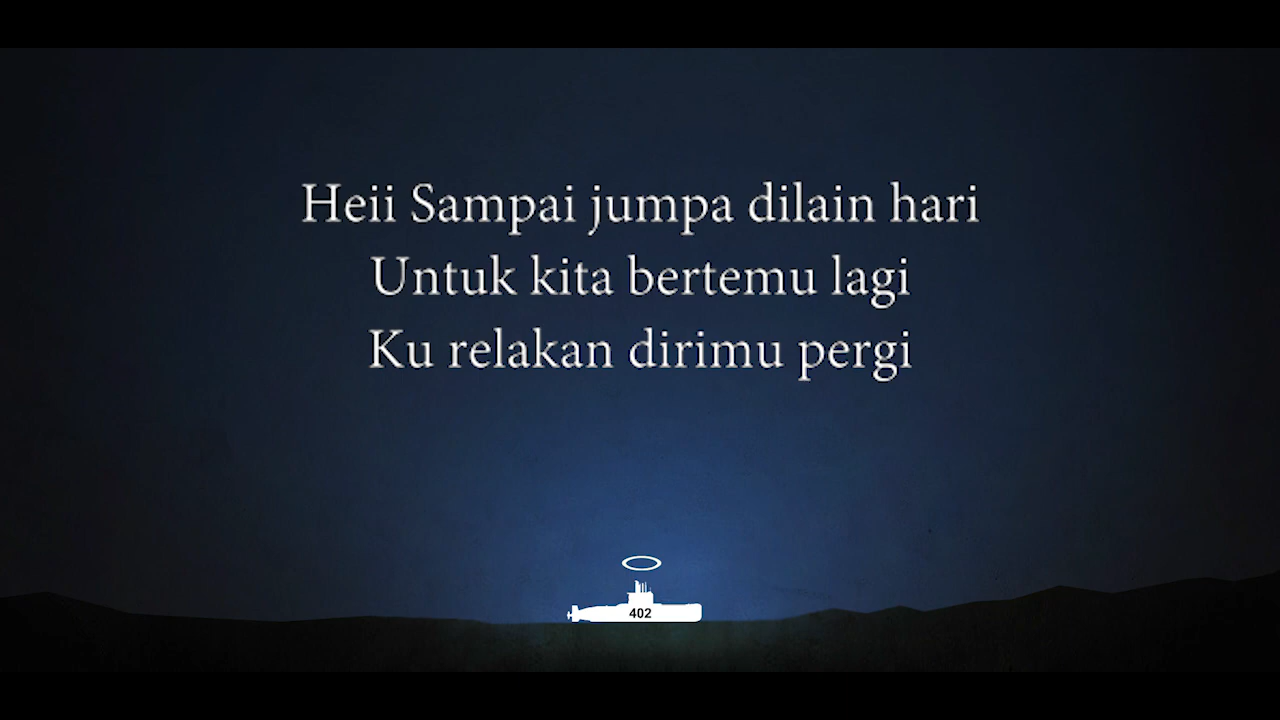 Heii Sampai jumpa dilain hari
Untuk kita bertemu lagi
Ku relakan dirimu pergi
402